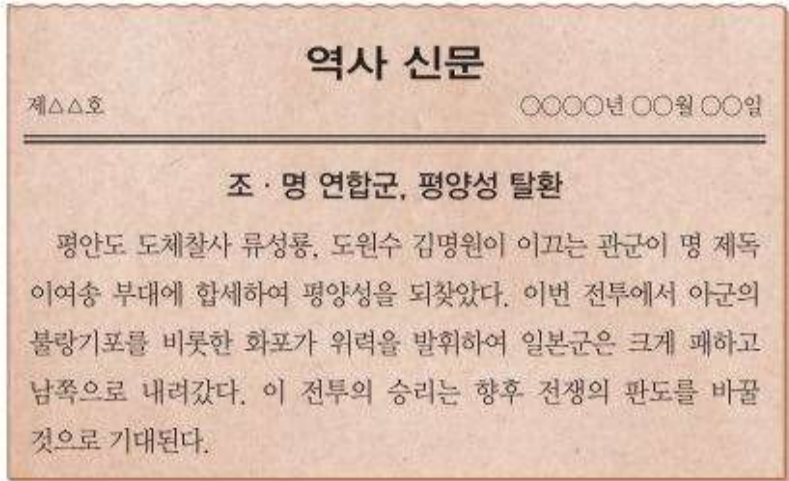 역사 신문
제△△호 ○○○○년 ○○월 ○○일
조 · 명 연합군, 평양성 탈환
평안도 도체찰사 류성룡, 도원수 김명원이 이끄는 관군이 명 제독
이여송 부대에 합세하여 평양성을 되찾았다. 이번 전투에서 아군의
불랑기포를 비롯한 화포가 위력을 발휘하여 일본군은 크게 패하고
남쪽으로 내려갔다. 이 전투의 승리는 향후 전쟁의 판도를 바꿀
것으로 기대된다.